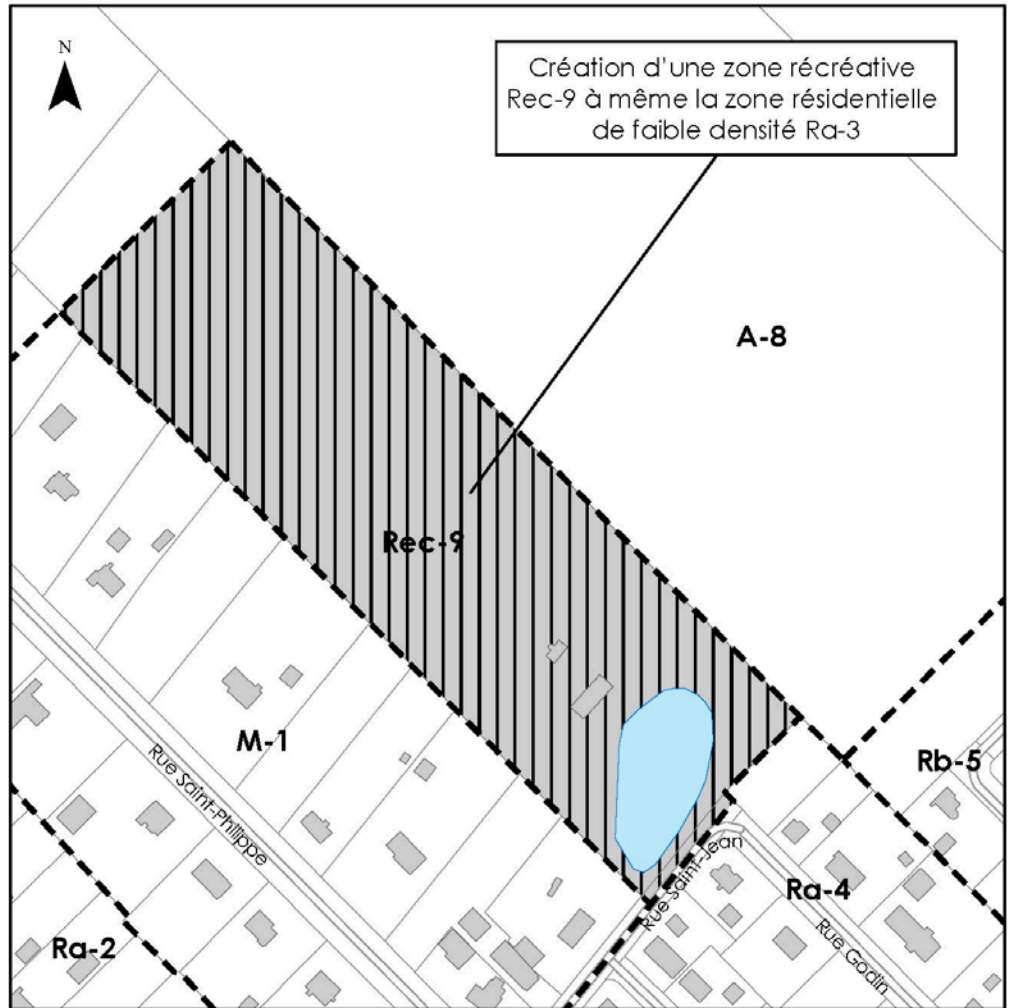 N
Création d'une zone récréative
Rec-9 à même la zone résidentielle
de faible densité Ra-3
A-8
Rec-9
M-1
Rue Saint-Philippe
Rb-5
Rue Saint-Jean
Ra-4
Rue Godin
Ra-2